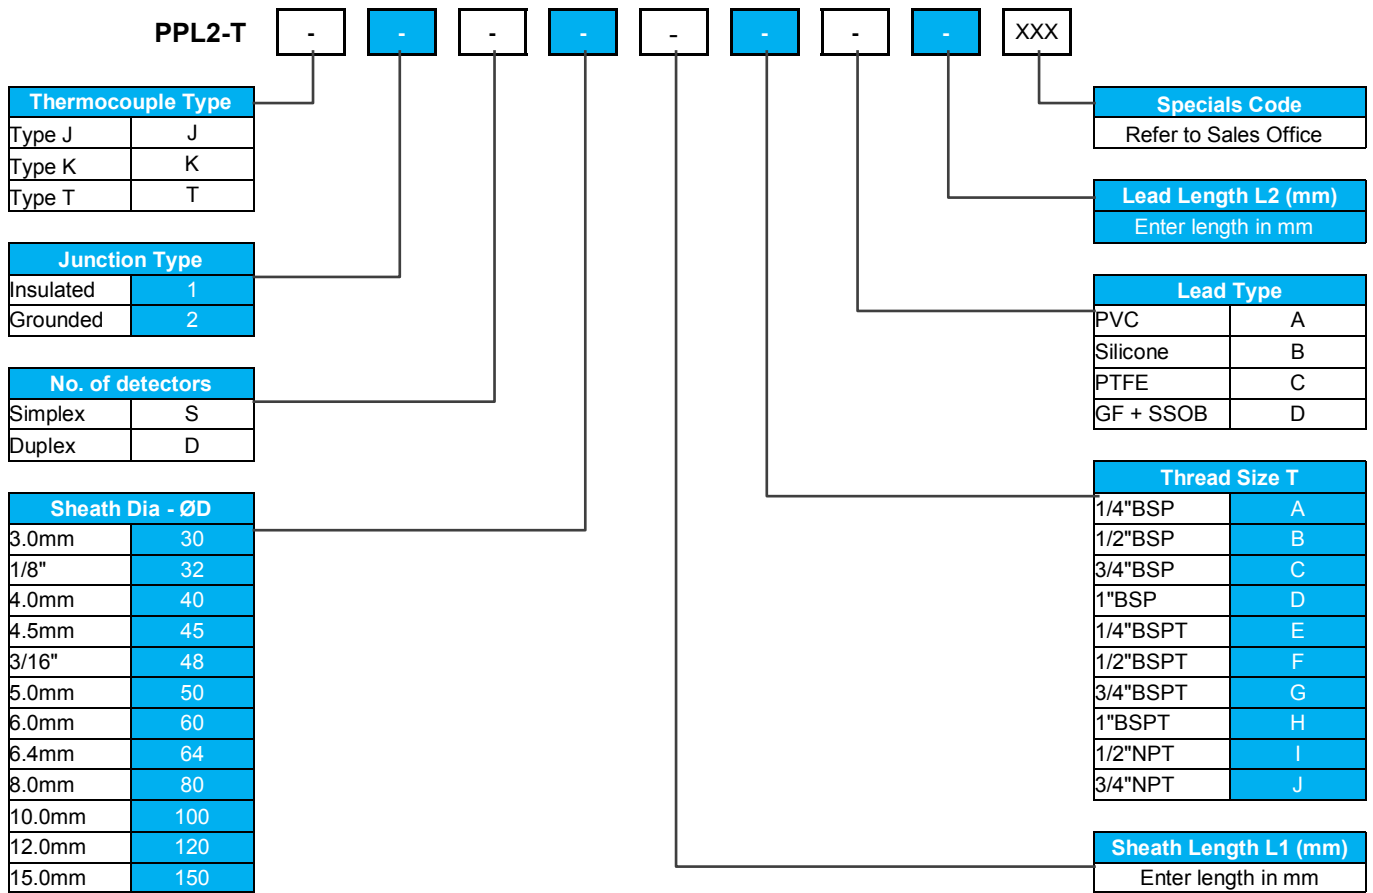 PPL2-T - - - - - - - - XXX
Thermocouple Type
Type J J
Type K K
Type T T
Junction Type
Insulated 1
Grounded 2
No. of detectors
Simplex S
Duplex D
Sheath Dia - ØD
3.0mm 30
1/8" 32
4.0mm 40
4.5mm 45
3/16" 48
5.0mm 50
6.0mm 60
6.4mm 64
8.0mm 80
10.0mm 100
12.0mm 120
15.0mm 150
Specials Code
Refer to Sales Office
Lead Length L2 (mm)
Enter length in mm
Lead Type
PVC A
Silicone B
PTFE C
GF + SSOB D
Thread Size T
1/4"BSP A
1/2"BSP B
3/4"BSP C
1"BSP D
1/4"BSPT E
1/2"BSPT F
3/4"BSPT G
1"BSPT H
1/2"NPT I
3/4"NPT J
Sheath Length L1 (mm)
Enter length in mm